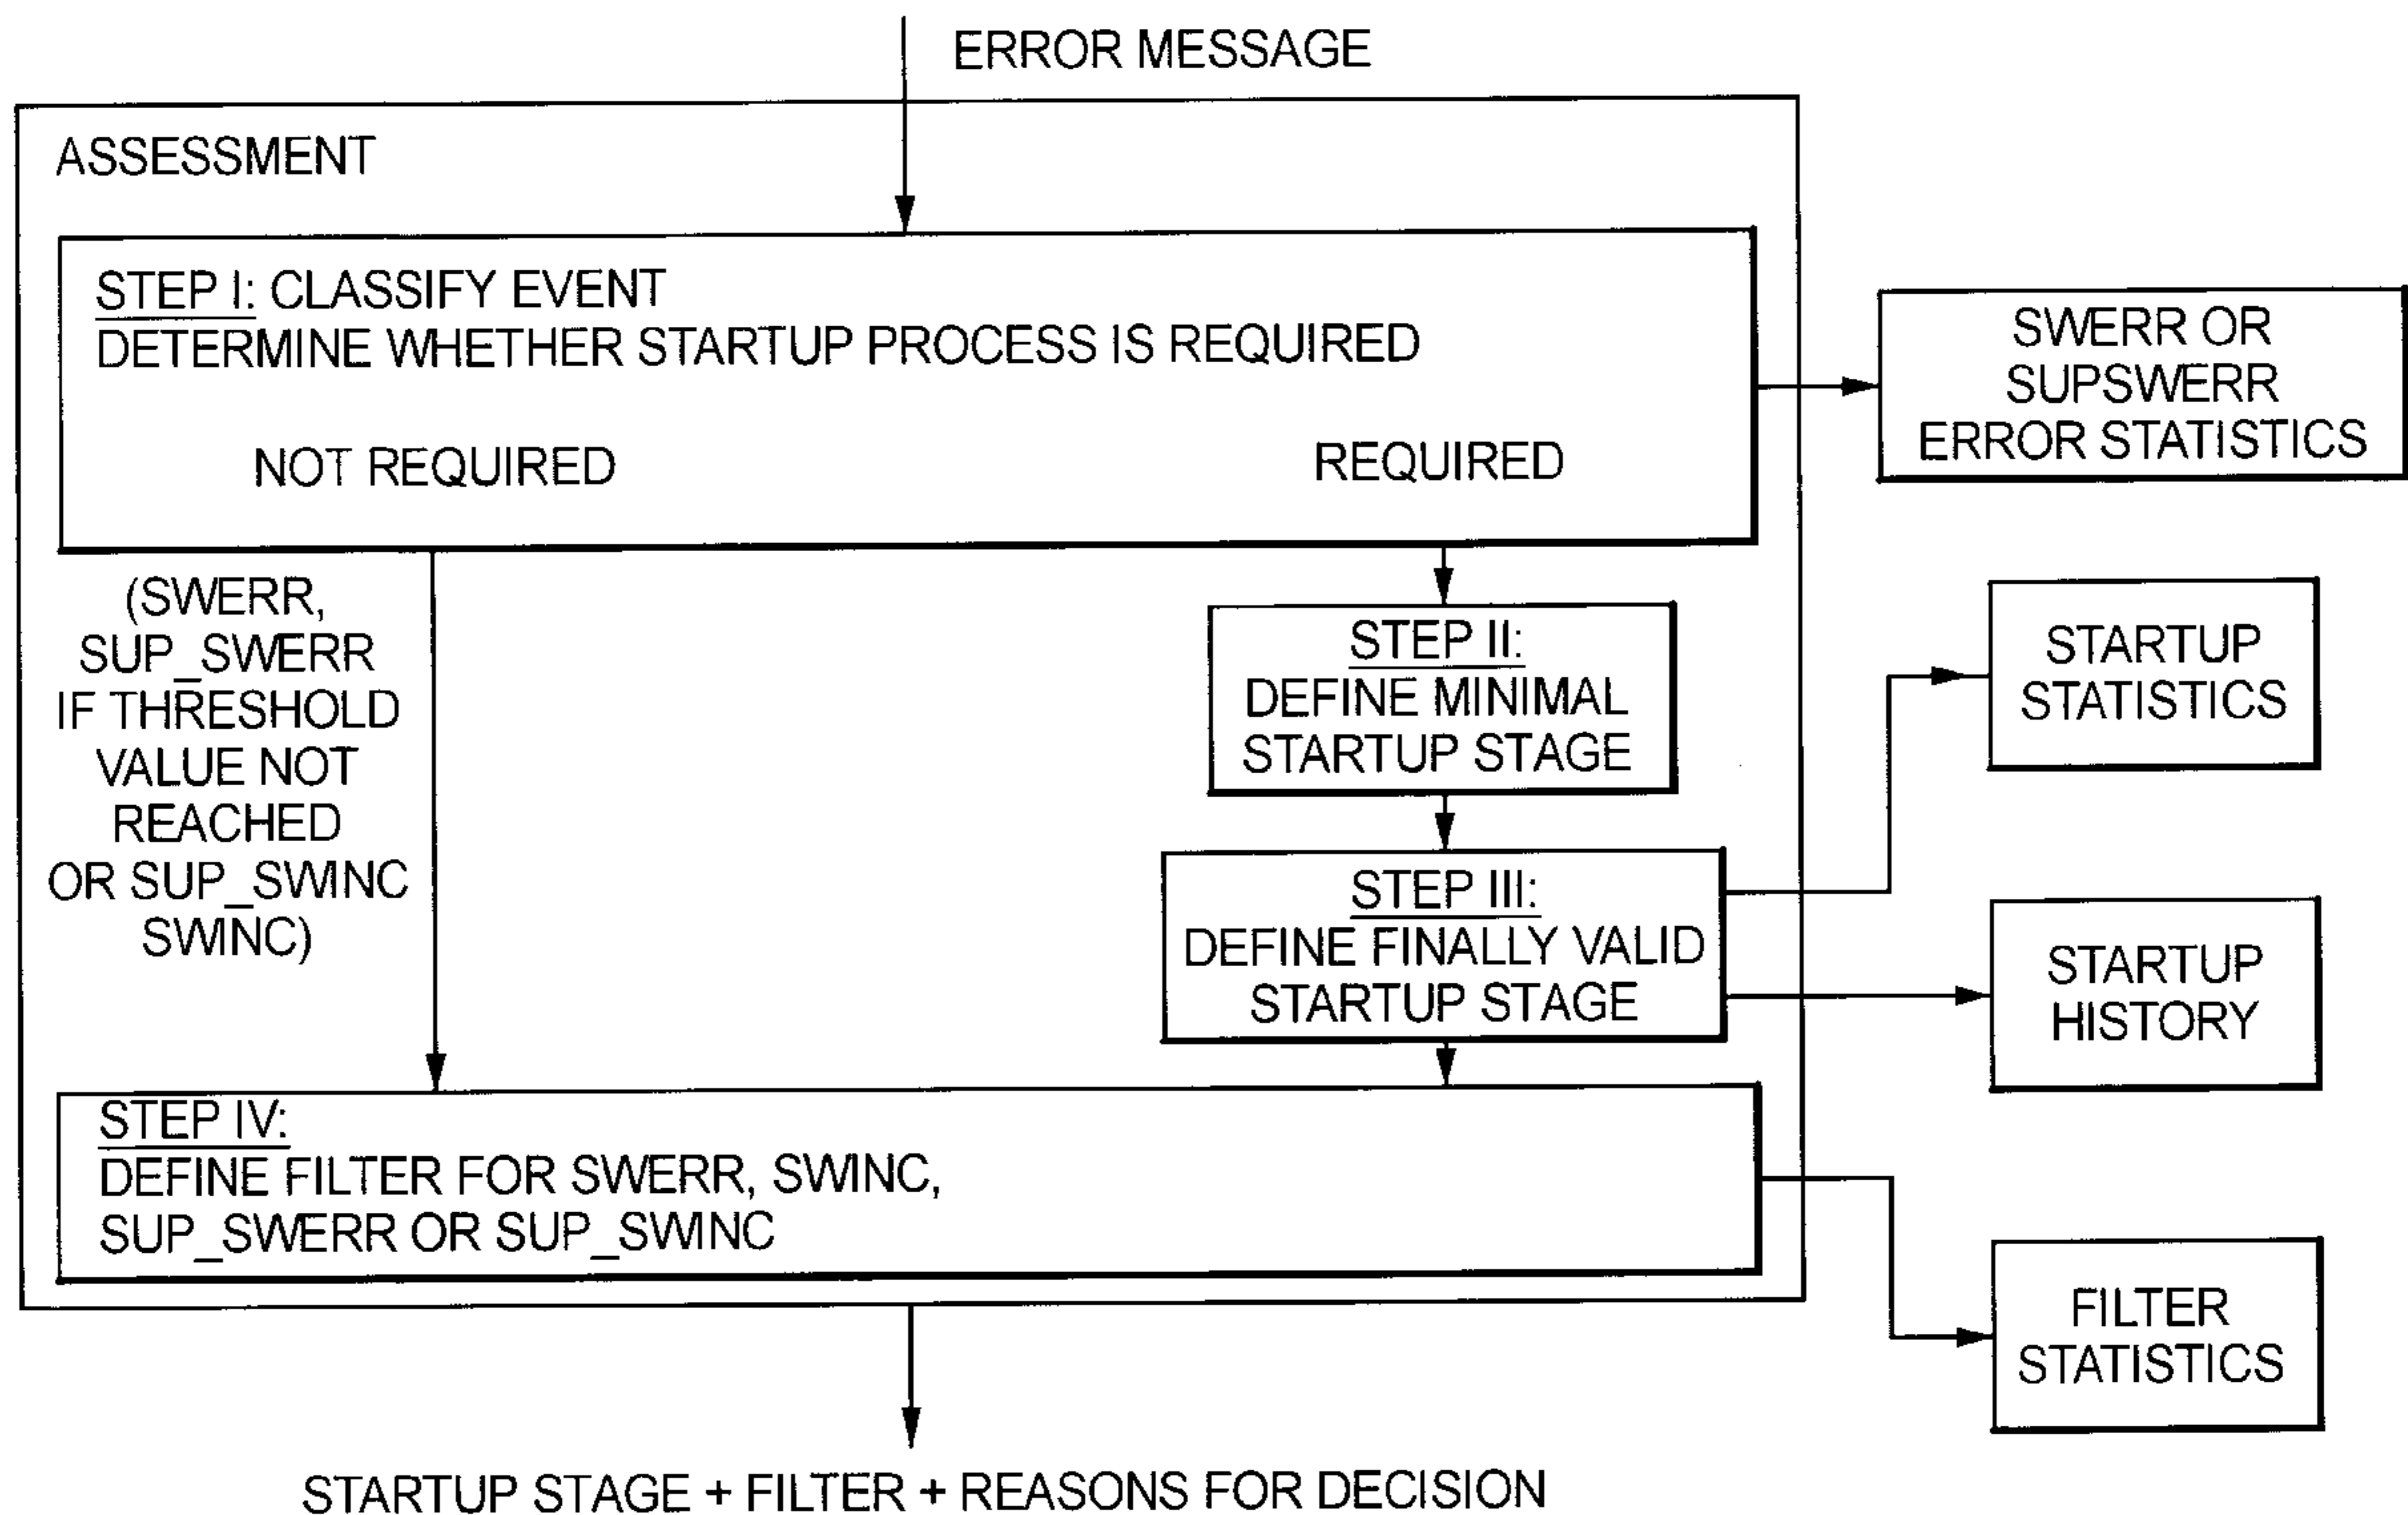 ERROR MESSAGE
ASSESSMENT
STEP I: CLASSIFY EVENT
DETERMINE WHETHER STARTUP PROCESS IS REQUIRED
NOT REQUIRED
REQUIRED
SWERR OR
SUPSWERR
ERROR STATISTICS
(SWERR,
SUP_SWERR
IF THRESHOLD
VALUE NOT
REACHED
OR SUP_SWINC
SWINC)
STEP II:
DEFINE MINIMAL
STARTUP STAGE
STARTUP
STATISTICS
STEP III:
DEFINE FINALLY VALID
STARTUP STAGE
STARTUP
HISTORY
STEP IV:
DEFINE FILTER FOR SWERR, SWINC,
SUP_SWERR OR SUP_SWINC
FILTER
STATISTICS
STARTUP STAGE + FILTER + REASONS FOR DECISION